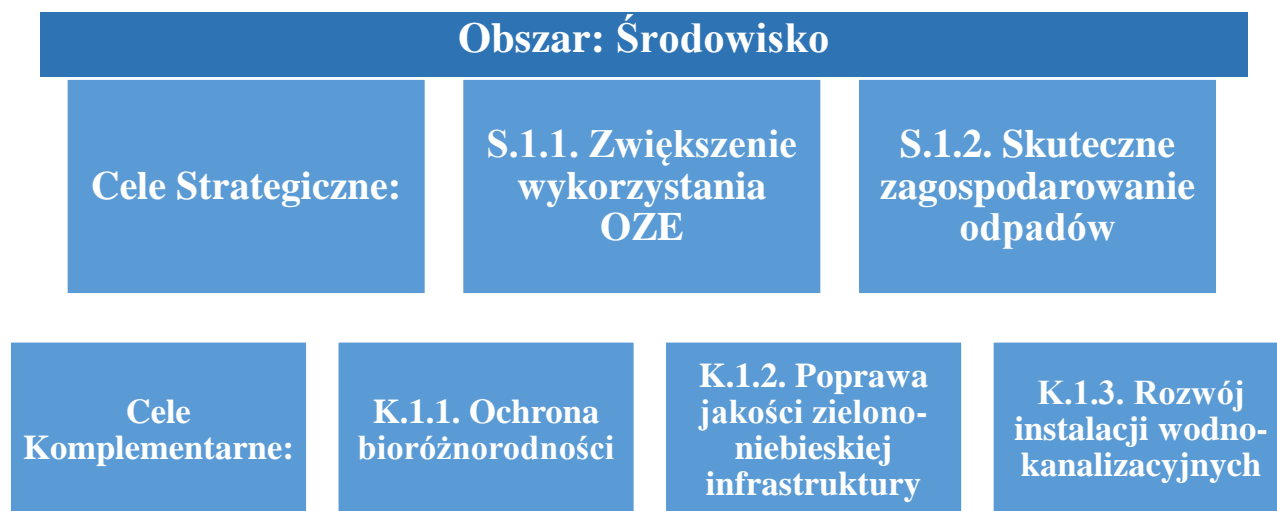 Obszar: Środowisko
Cele Strategiczne:
S.1.1. Zwiększenie
wykorzystania
OZE
S.1.2. Skuteczne
zagospodarowanie
odpadów
Cele
Komplementarne:
K.1.1. Ochrona
bioróżnorodności
K.1.2. Poprawa
jakości zielono-
niebieskiej
infrastruktury
K.1.3. Rozwój
instalacji wodno-
kanalizacyjnych